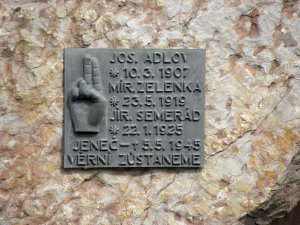 JOS. ADLOV
* 10.3.1907
MÍR. ZELENKA
* 23.5.1919
JIŘ. SEMERÁD
* 22.1.1925
JENEČ - † 5.5.1945
VĚRNI ZŮSTANEME